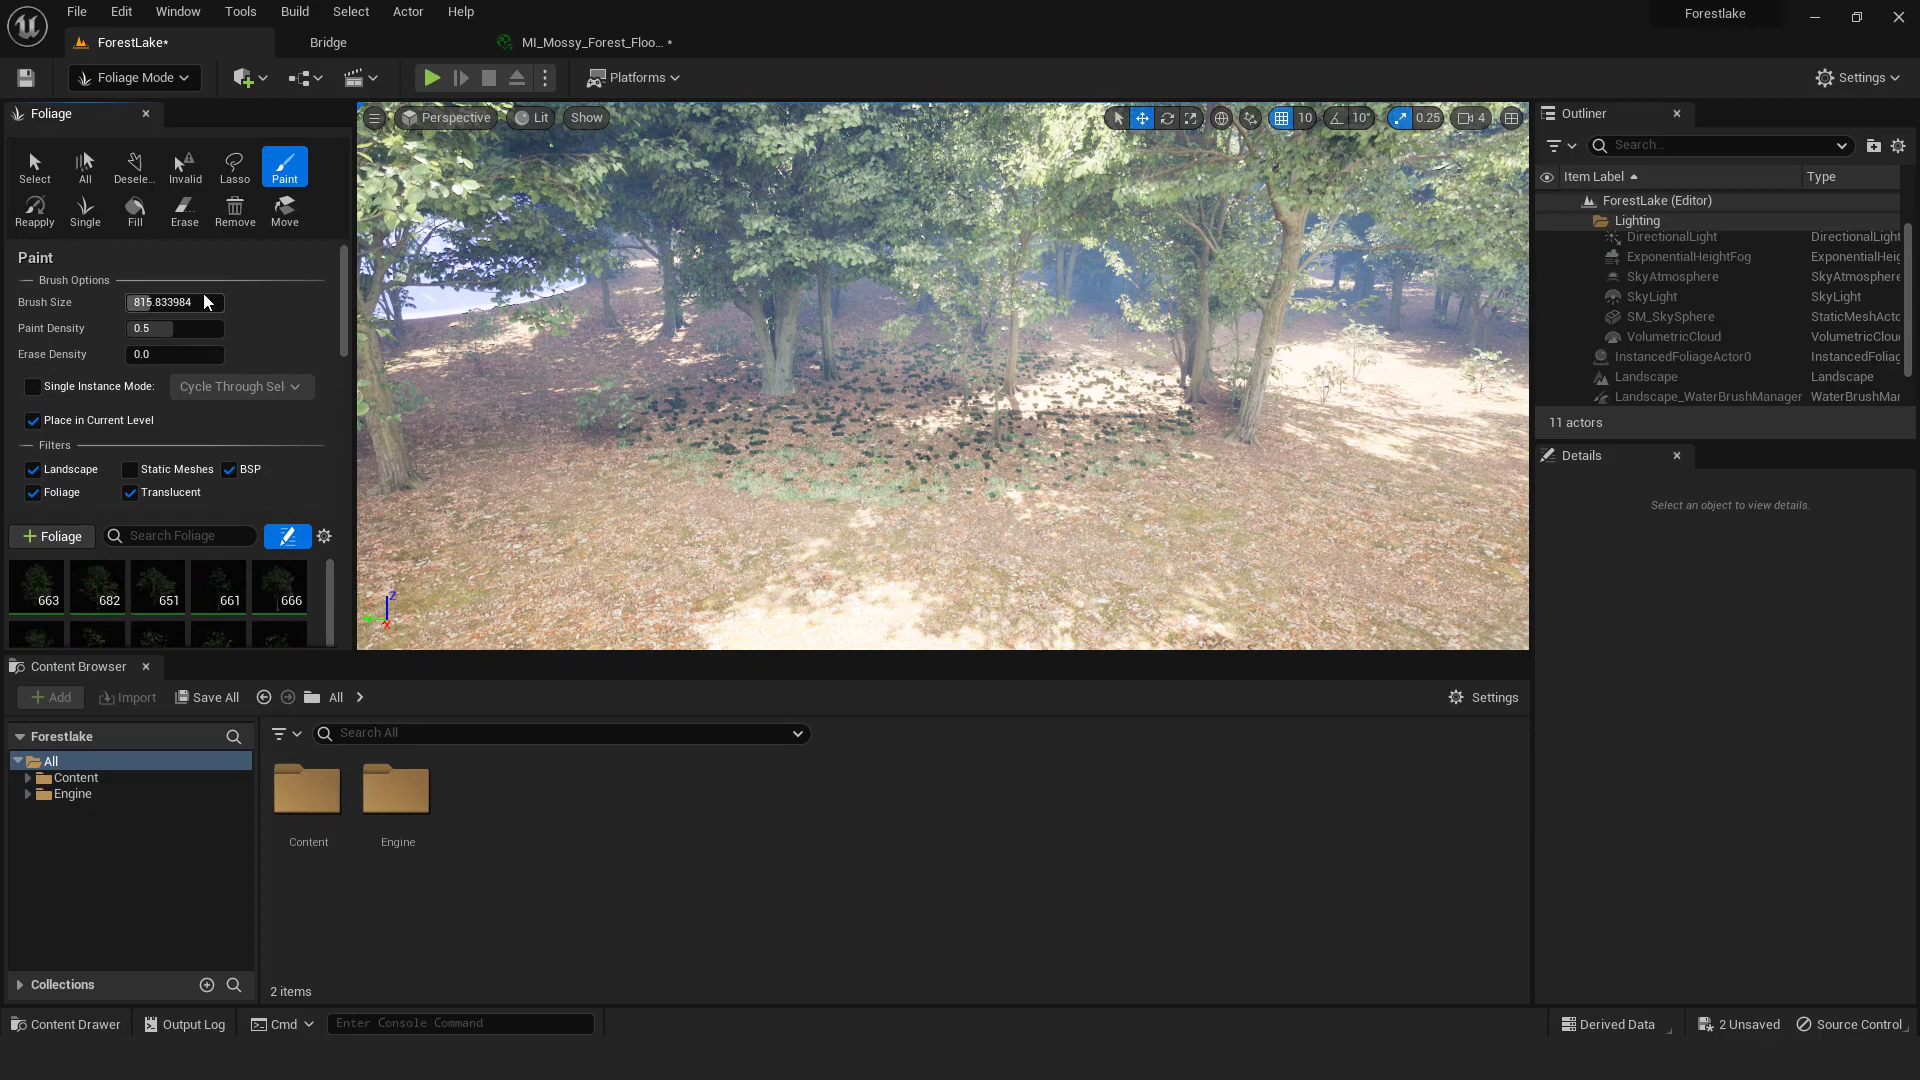 File Edit Window Tools Build Select Actor Help
Forestlake
ForestLake*
Bridge
MI_Mossy_Forest_Floo... *
Foliage Mode
Platforms
Settings
Foliage
Select All Desele... Invalid Lasso Paint
Reapply Single Fill Erase Remove Move
Paint
Brush Options
Brush Size 815.833984
Paint Density 0.5
Erase Density 0.0
Single Instance Mode: Cycle Through Sel
Place in Current Level
Filters
Landscape Static Meshes BSP
Foliage Translucent
Foliage Search Foliage
663 682 651 661 666
Perspective Lit Show
10 10° 0.25 4
Z
X
Outliner
Search...
Item Label Type
ForestLake (Editor)
Lighting
DirectionalLight DirectionalLight
ExponentialHeightFog ExponentialHei
SkyAtmosphere SkyAtmosphere
SkyLight SkyLight
SM_SkySphere StaticMeshActo
VolumetricCloud VolumetricClou
InstancedFoliageActor0 InstancedFoliag
Landscape Landscape
Landscape_WaterBrushManager WaterBrushMan
11 actors
Details
Select an object to view details.
Content Browser
Add Import Save All All Settings
Forestlake
Search All
All
Content
Engine
Content Engine
Collections
2 items
Content Drawer Output Log Cmd Enter Console Command
Derived Data 2 Unsaved Source Control